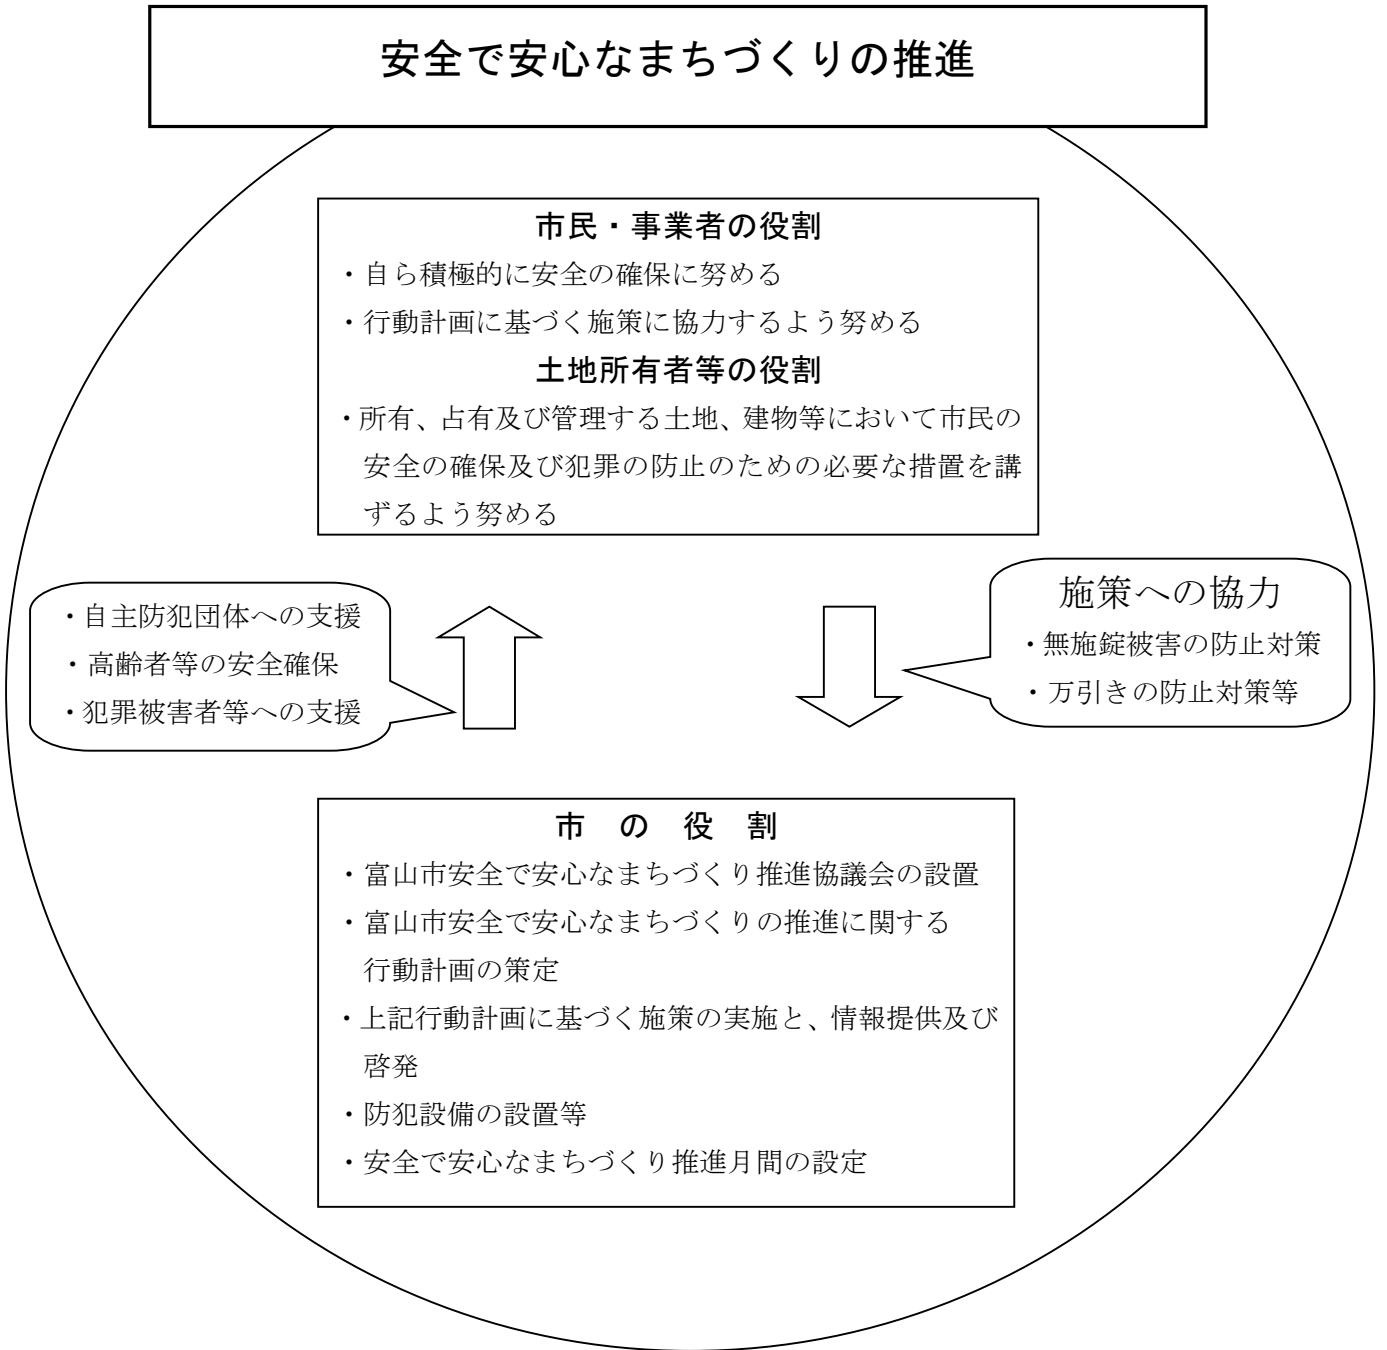 安全で安心なまちづくりの推進
市民・事業者の役割
・自ら積極的に安全の確保に努める
・行動計画に基づく施策に協力するよう努める
土地所有者等の役割
・所有、占有及び管理する土地、建物等において市民の
安全の確保及び犯罪の防止のための必要な措置を講
ずるよう努める
・自主防犯団体への支援
・高齢者等の安全確保
・犯罪被害者等への支援
施策への協力
・無施錠被害の防止対策
・万引きの防止対策等
市 の 役 割
・富山市安全で安心なまちづくり推進協議会の設置
・富山市安全で安心なまちづくりの推進に関する
行動計画の策定
・上記行動計画に基づく施策の実施と、情報提供及び
啓発
・防犯設備の設置等
・安全で安心なまちづくり推進月間の設定